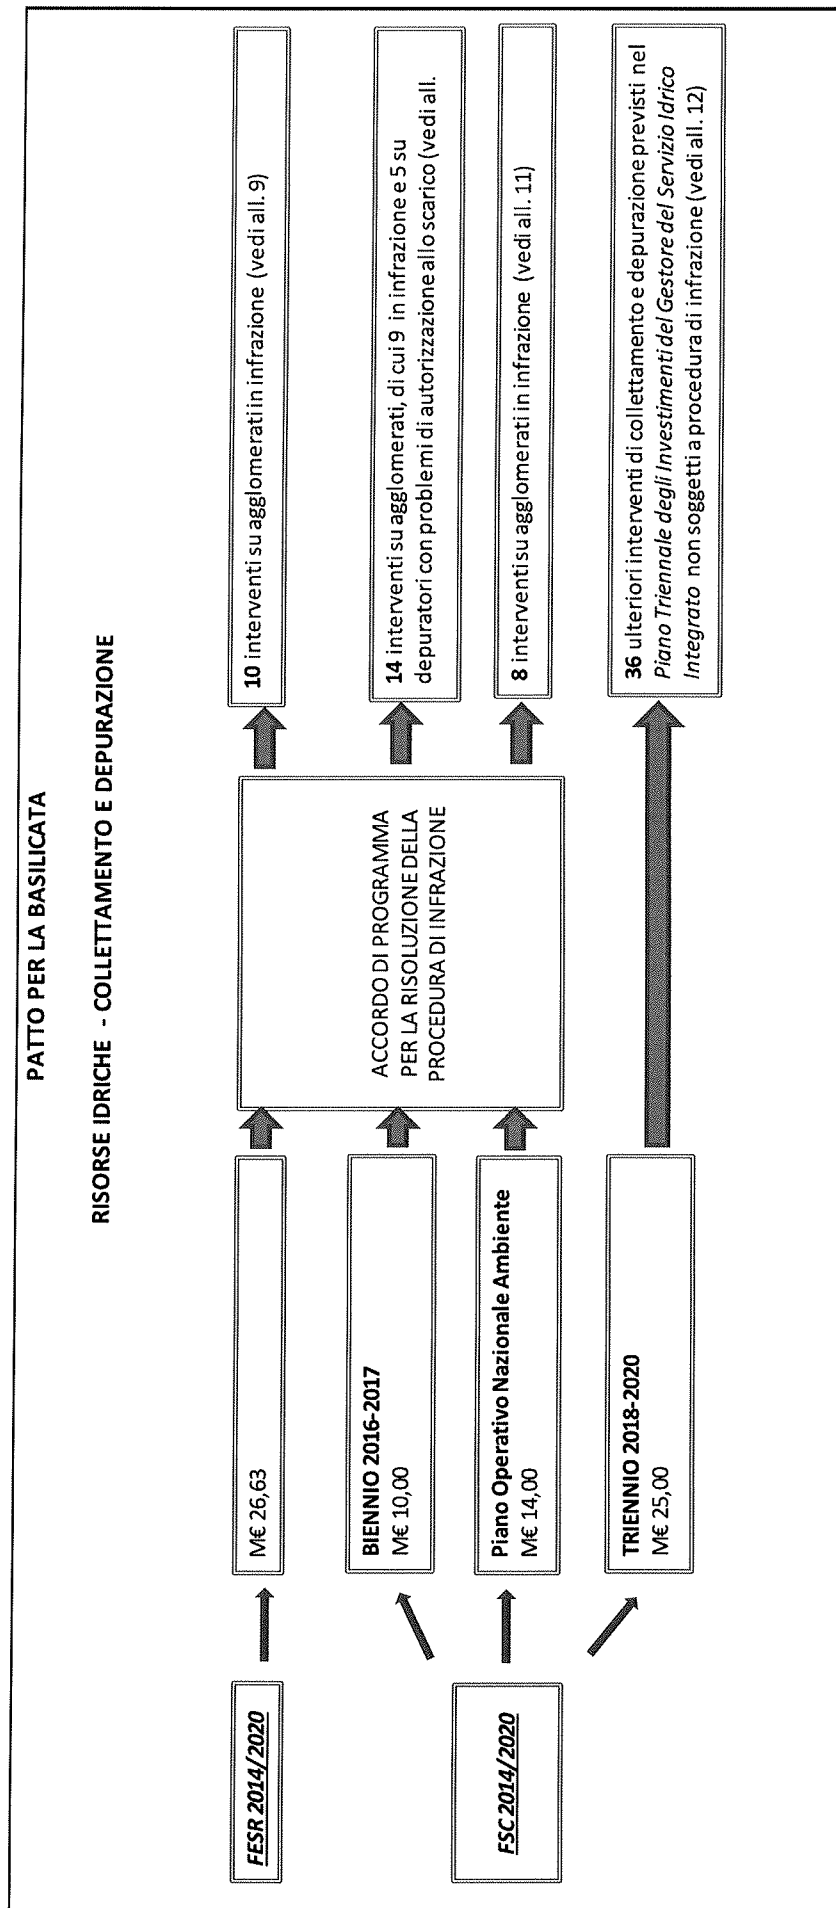 PATTO PER LA BASILICATA
RISORSE IDRICHE - COLLETTAMENTO E DEPURAZIONE
FESR 2014/2020
M€ 26,63
ACCORDO DI PROGRAMMA
PER LA RISOLUZIONE DELLA
PROCEDURA DI INFRAZIONE
10 interventi su agglomerati in infrazione (vedi all. 9)
FSC 2014/2020
BIENNIO 2016-2017
M€ 10,00
14 interventi su agglomerati, di cui 9 in infrazione e 5 su
depuratori con problemi di autorizzazione allo scarico (vedi all.
Piano Operativo Nazionale Ambiente
M€ 14,00
8 interventi su agglomerati in infrazione (vedi all. 11)
TRIENNIO 2018-2020
M€ 25,00
36 ulteriori interventi di collettamento e depurazione previsti nel
Piano Triennale degli Investimenti del Gestore del Servizio Idrico
Integrato non soggetti a procedura di infrazione (vedi all. 12)